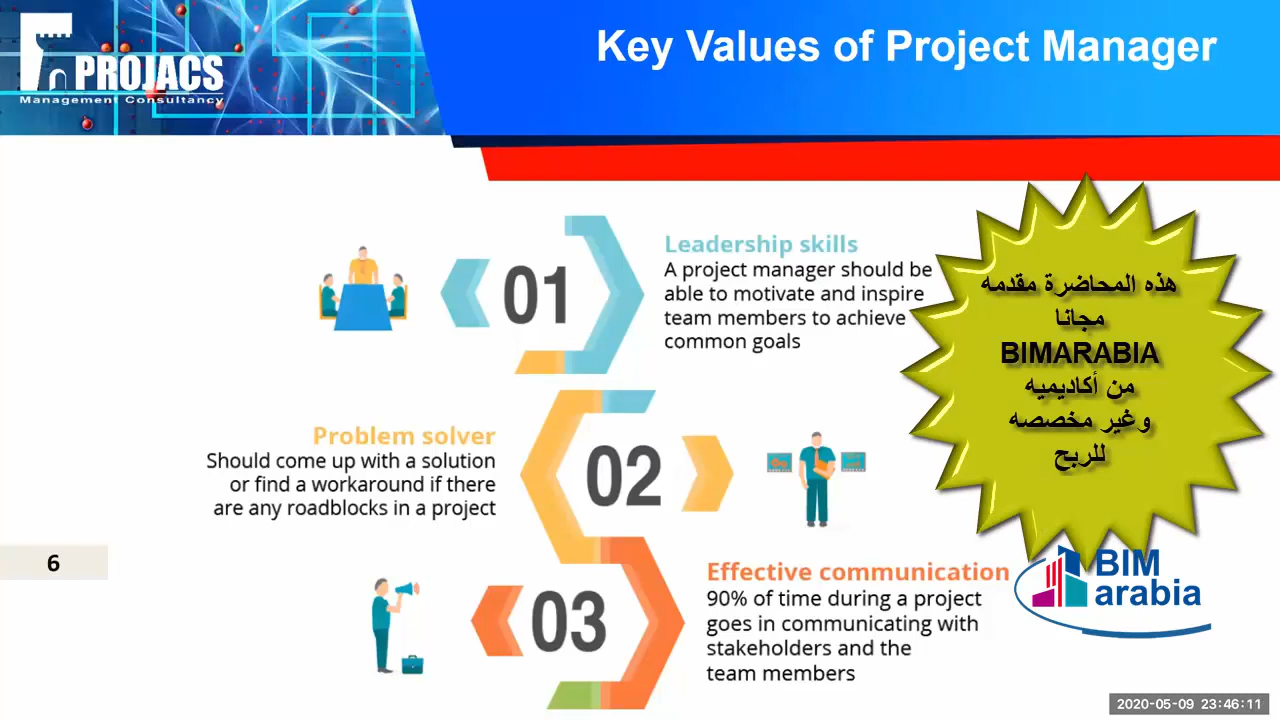 PROJACS
Management Consultancy
Key Values of Project Manager
01
Leadership skills
A project manager should be
able to motivate and inspire
team members to achieve
common goals
هذه المحاضرة مقدمه
مجانا
BIMARABIA
من أكاديميه
وغير مخصصه
للربح
Problem solver
Should come up with a solution
or find a workaround if there
are any roadblocks in a project
02
6
03
Effective communication
90% of time during a project
goes in communicating with
stakeholders and the
team members
BIM
arabia
2020-05-09 23:46:11